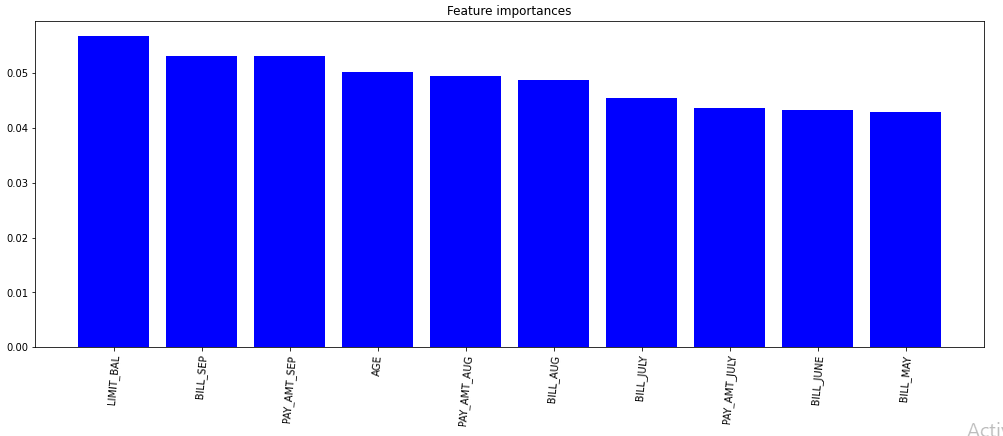 Feature importances
0.05
0.04
0.03
0.02
0.01
0.00
LIMIT_BAL
BILL_SEP
PAY_AMT_SEP
AGE
PAY_AMT_AUG
BILL_AUG
BILL_JULY
PAY_AMT_JULY
BILL_JUNE
BILL_MAY
Activ